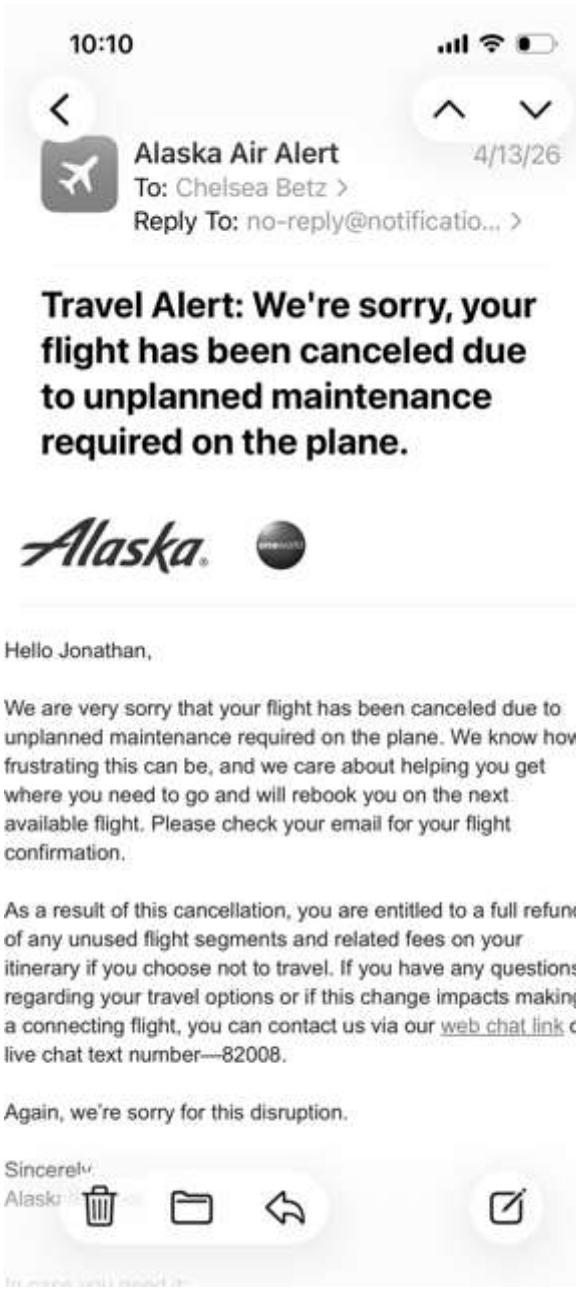 10:10
Alaska Air Alert
4/13/26
To: Chelsea Betz >
Reply To: no-reply@notificatio... >
Travel Alert: We're sorry, your
flight has been canceled due
to unplanned maintenance
required on the plane.
Alaska®
oneworld
Hello Jonathan,
We are very sorry that your flight has been canceled due to
unplanned maintenance required on the plane. We know how
frustrating this can be, and we care about helping you get
where you need to go and will rebook you on the next
available flight. Please check your email for your flight
confirmation.
As a result of this cancellation, you are entitled to a full refund
of any unused flight segments and related fees on your
itinerary if you choose not to travel. If you have any questions
regarding your travel options or if this change impacts making
a connecting flight, you can contact us via our web chat link
live chat text number—82008.
Again, we're sorry for this disruption.
Sincerely
Alask
In case you need it: